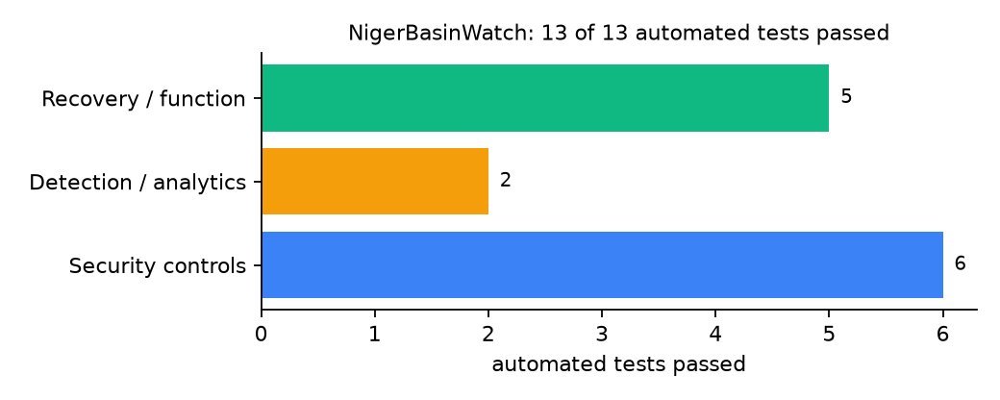 NigerBasinWatch: 13 of 13 automated tests passed
Recovery / function
5
Detection / analytics
2
Security controls
6
0 1 2 3 4 5 6
automated tests passed